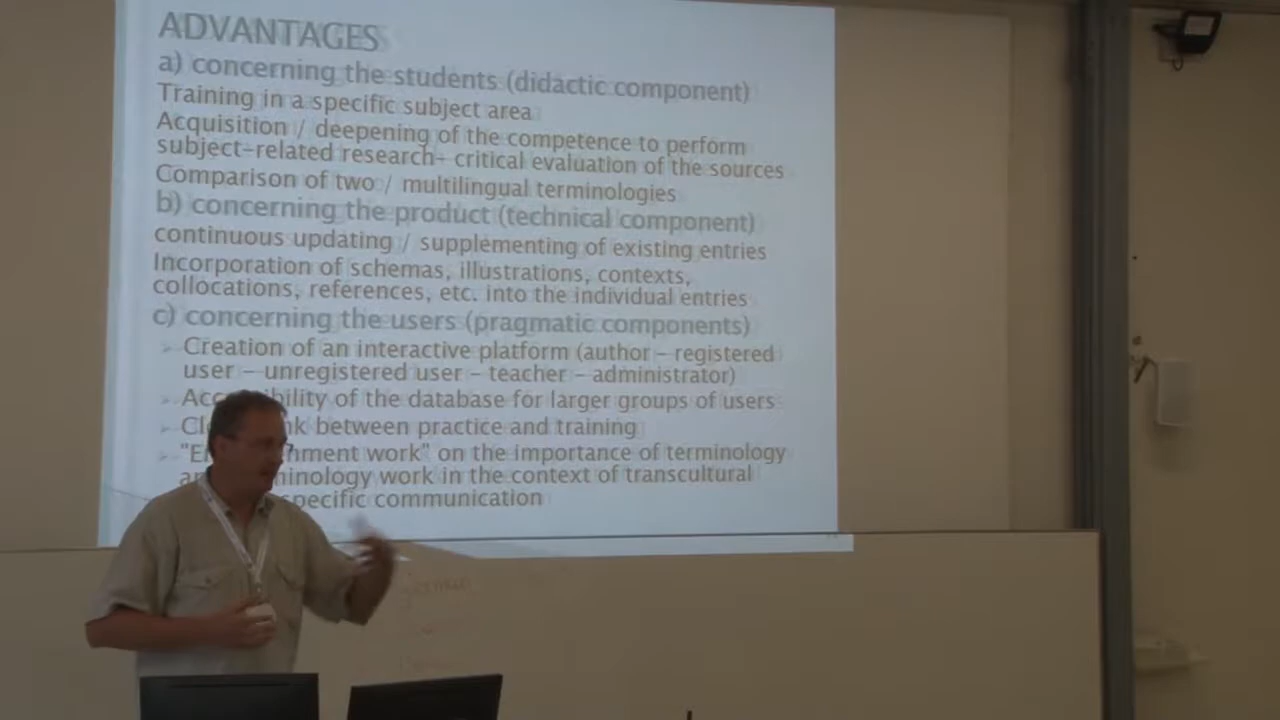 ADVANTAGES
a) concerning the students (didactic component)
Training in a specific subject area
Acquisition / deepening of the competence to perform
subject-related research- critical evaluation of the sources
Comparison of two / multilingual terminologies
b) concerning the product (technical component)
continuous updating / supplementing of existing entries
Incorporation of schemas, illustrations, contexts,
collocations, references, etc. into the individual entries
c) concerning the users (pragmatic components)
Creation of an interactive platform (author – registered
user – unregistered user – teacher – administrator)
of the database for larger groups of users
between practice and training
work" on the importance of terminology
work in the context of transcultural
communication